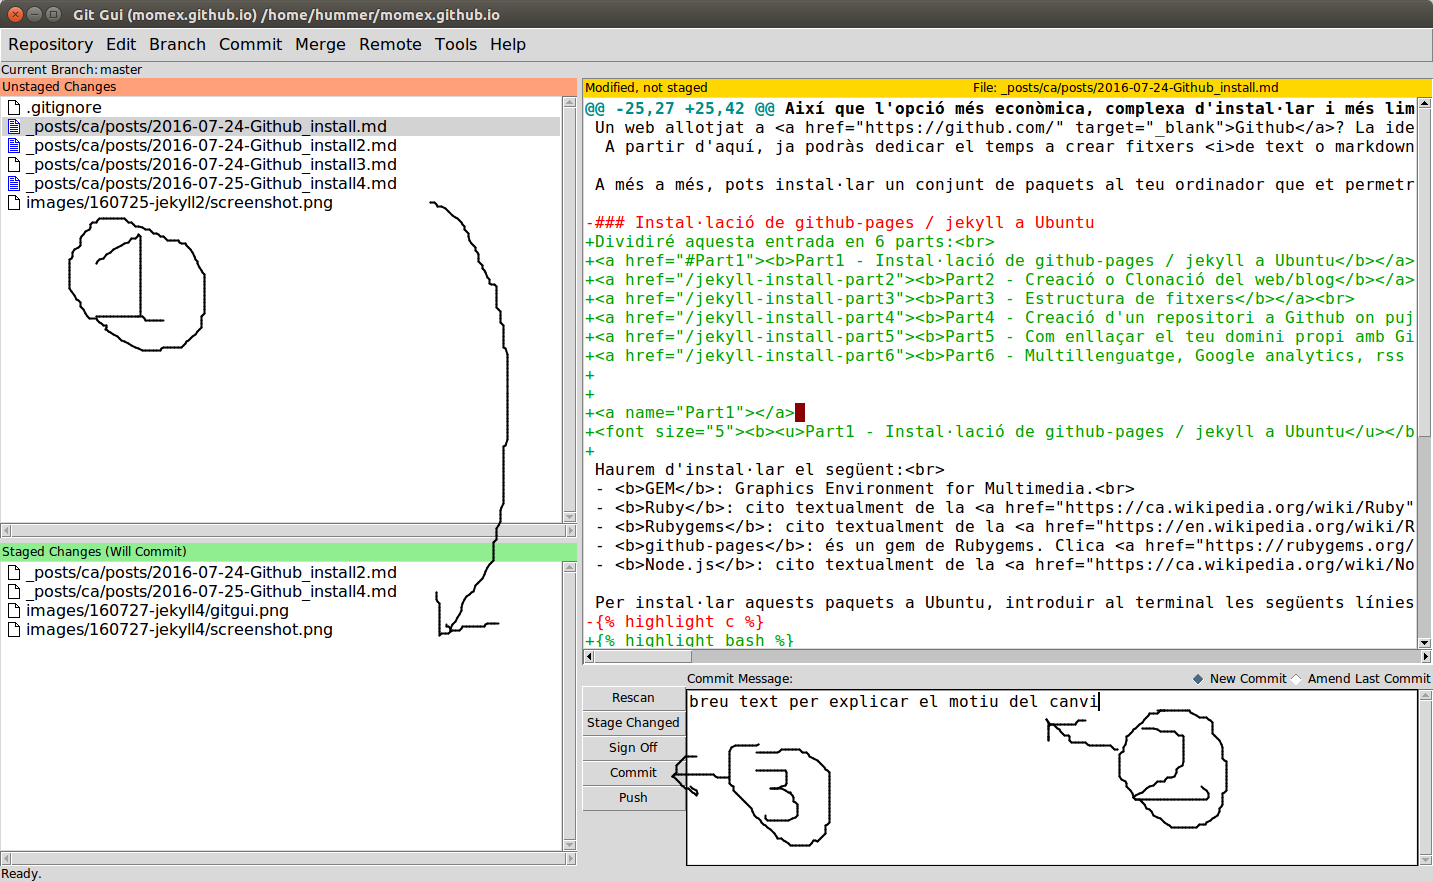 Git Gui (momex.github.io) /home/hummer/momex.github.io
Repository Edit Branch Commit Merge Remote Tools Help
Current Branch: master
Unstaged Changes
.gitignore
_posts/ca/posts/2016-07-24-Github_install.md
_posts/ca/posts/2016-07-24-Github_install2.md
_posts/ca/posts/2016-07-24-Github_install3.md
_posts/ca/posts/2016-07-25-Github_install4.md
images/160725-jekyll2/screenshot.png
1
Staged Changes (Will Commit)
_posts/ca/posts/2016-07-24-Github_install2.md
_posts/ca/posts/2016-07-25-Github_install4.md
images/160727-jekyll4/gitgui.png
images/160727-jekyll4/screenshot.png
Modified, not staged File: _posts/ca/posts/2016-07-24-Github_install.md
@@ -25,27 +25,42 @@ Així que l'opció més econòmica, complexa d'instal·lar i més lim
Un web allotjat a <a href="https://github.com/" target="_blank">Github</a>? La ide
A partir d'aquí, ja podràs dedicar el temps a crear fitxers <i>de text o markdown
A més a més, pots instal·lar un conjunt de paquets al teu ordinador que et permetr
-### Instal·lació de github-pages / jekyll a Ubuntu
+Dividiré aquesta entrada en 6 parts:<br>
+<a href="#Part1"><b>Part1 - Instal·lació de github-pages / jekyll a Ubuntu</b></a>
+<a href="/jekyll-install-part2"><b>Part2 - Creació o Clonació del web/blog</b></a>
+<a href="/jekyll-install-part3"><b>Part3 - Estructura de fitxers</b></a><br>
+<a href="/jekyll-install-part4"><b>Part4 - Creació d'un repositori a Github on puj
+<a href="/jekyll-install-part5"><b>Part5 - Com enllaçar el teu domini propi amb Gi
+<a href="/jekyll-install-part6"><b>Part6 - Multillenguatge, Google analytics, rss
+
+
+<a name="Part1"></a>
+<font size="5"><b><u>Part1 - Instal·lació de github-pages / jekyll a Ubuntu</u></b
+
Haurem d'instal·lar el següent:<br>
- <b>GEM</b>: Graphics Environment for Multimedia.<br>
- <b>Ruby</b>: cito textualment de la <a href="https://ca.wikipedia.org/wiki/Ruby"
- <b>Rubygems</b>: cito textualment de la <a href="https://en.wikipedia.org/wiki/R
- <b>github-pages</b>: és un gem de Rubygems. Clica <a href="https://rubygems.org/
- <b>Node.js</b>: cito textualment de la <a href="https://ca.wikipedia.org/wiki/No
Per instal·lar aquests paquets a Ubuntu, introduir al terminal les següents línies
-{% highlight c %}
+{% highlight bash %}
Commit Message: New Commit Amend Last Commit
Rescan
Stage Changed
Sign Off
Commit
Push
breu text per explicar el motiu del canvi
2
3
Ready.